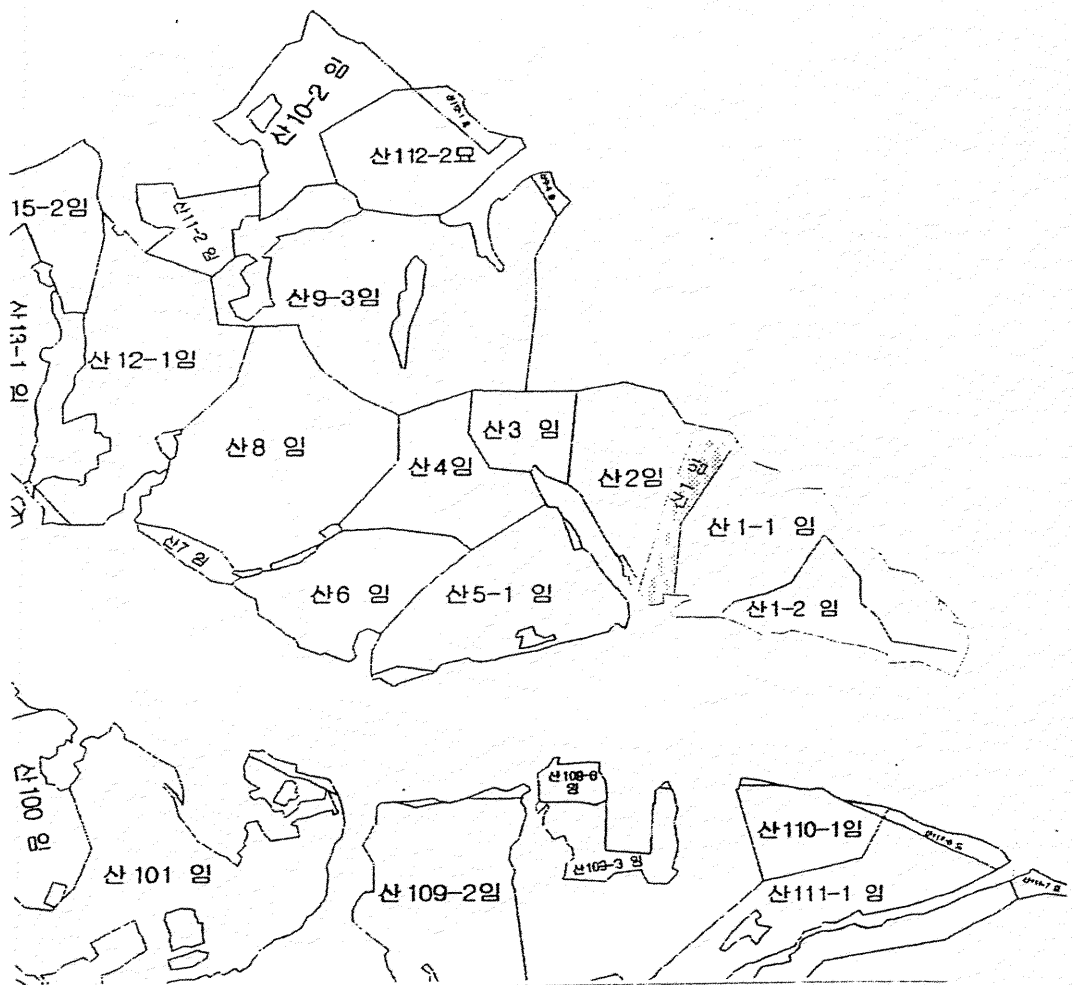 산10-2 임
산112-2묘
15-2임
산11-2 임
산9-3임
산13-1 임
산12-1임
산3 임
산8 임
산4임
산2임
산1 임
산1-1 임
산7 임
산6 임
산5-1 임
산1-2 임
산100 임
산110-1임
산109-3 임
산101 임
산109-2임
산111-1 임